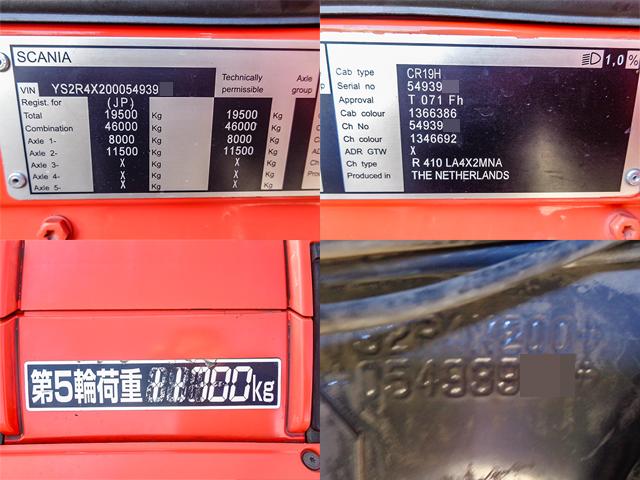 SCANIA
VIN YS2R4X200054939
Technically permissible
Axle group
Regist. for (JP)
Total 19500 Kg 19500 Kg
Combination 46000 Kg 46000 Kg
Axle 1- 8000 Kg 8000 Kg
Axle 2- 11500 Kg 11500 Kg
Axle 3- X Kg X Kg
Axle 4- X Kg X Kg
Axle 5- X Kg X Kg
1,0 %
Cab type CR19H
Serial no 54939
Approval T 071 Fh
Cab colour 1366386
Ch No 54939
Ch colour 1346692
ADR GTW X
Ch type R 410 LA4X2MNA
Produced in THE NETHERLANDS
第5輪荷重 11700kg